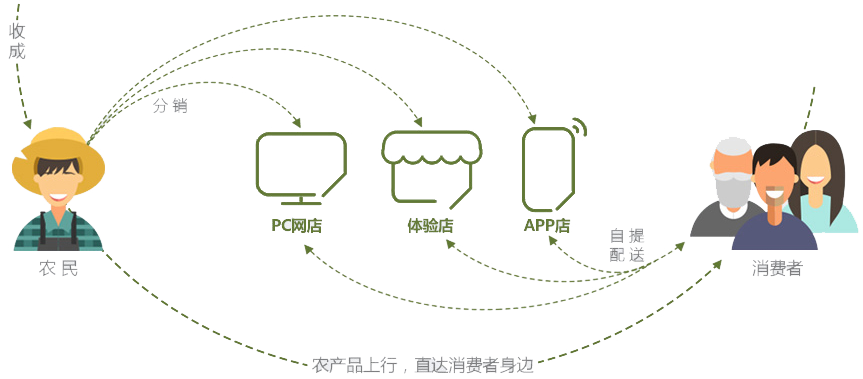 收
成
分 销
PC网店
体验店
APP店
自 提
配 送
农 民
消费者
农产品上行，直达消费者身边